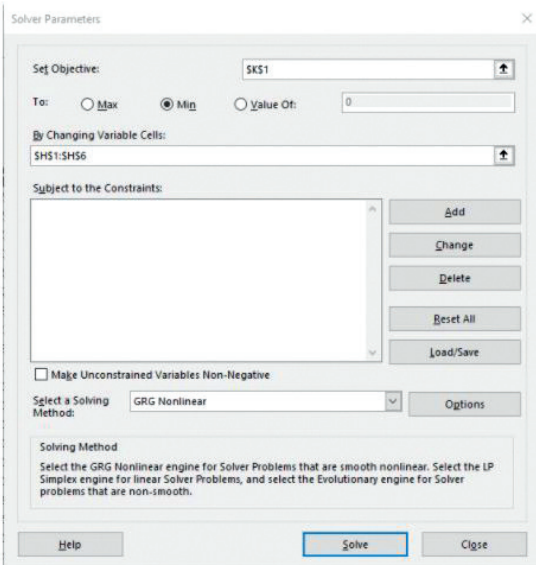 Solver Parameters
Set Objective:
$K$1
To:
Max
Min
Value Of:
0
By Changing Variable Cells:
$H$1:$H$6
Subject to the Constraints:
Add
Change
Delete
Reset All
Load/Save
Make Unconstrained Variables Non-Negative
Select a Solving
Method:
GRG Nonlinear
Options
Solving Method
Select the GRG Nonlinear engine for Solver Problems that are smooth nonlinear. Select the LP
Simplex engine for linear Solver Problems, and select the Evolutionary engine for Solver
problems that are non-smooth.
Help
Solve
Close